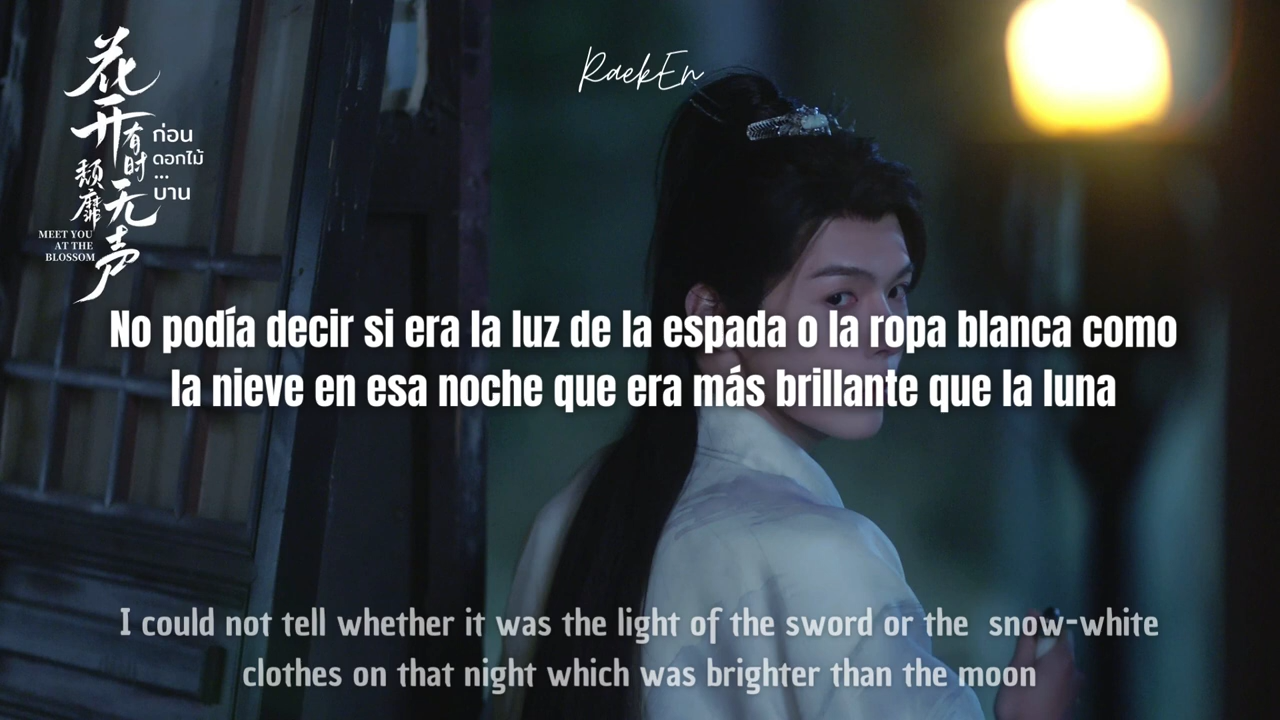 花开有时颓靡无声
ก่อน
ดอกไม้
...
บาน
MEET YOU
AT THE
BLOSSOM
RaekEn
No podía decir si era la luz de la espada o la ropa blanca como
la nieve en esa noche que era más brillante que la luna
I could not tell whether it was the light of the sword or the snow-white
clothes on that night which was brighter than the moon